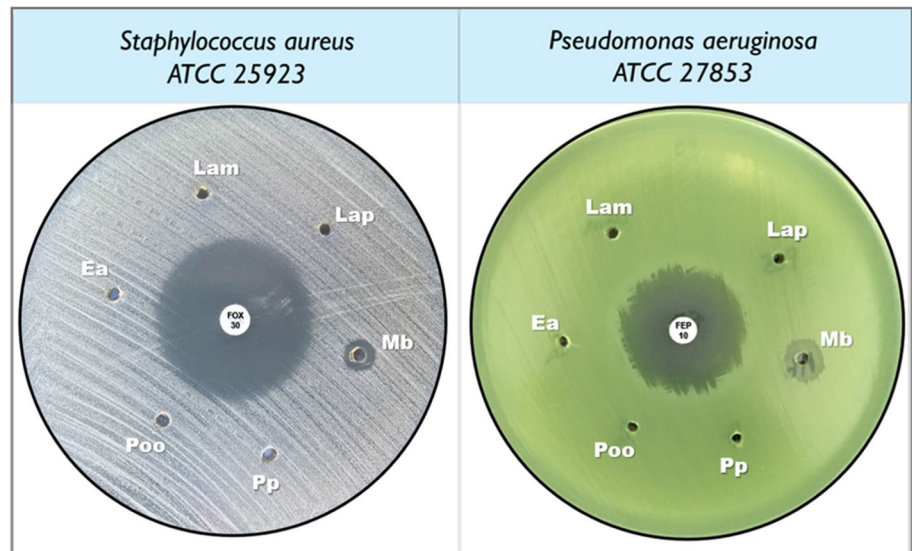 Staphylococcus aureus
ATCC 25923
Pseudomonas aeruginosa
ATCC 27853
Lam
Lap
Ea
FOX
30
Mb
Poo
Pp
Lam
Lap
Ea
FEP
10
Mb
Poo
Pp